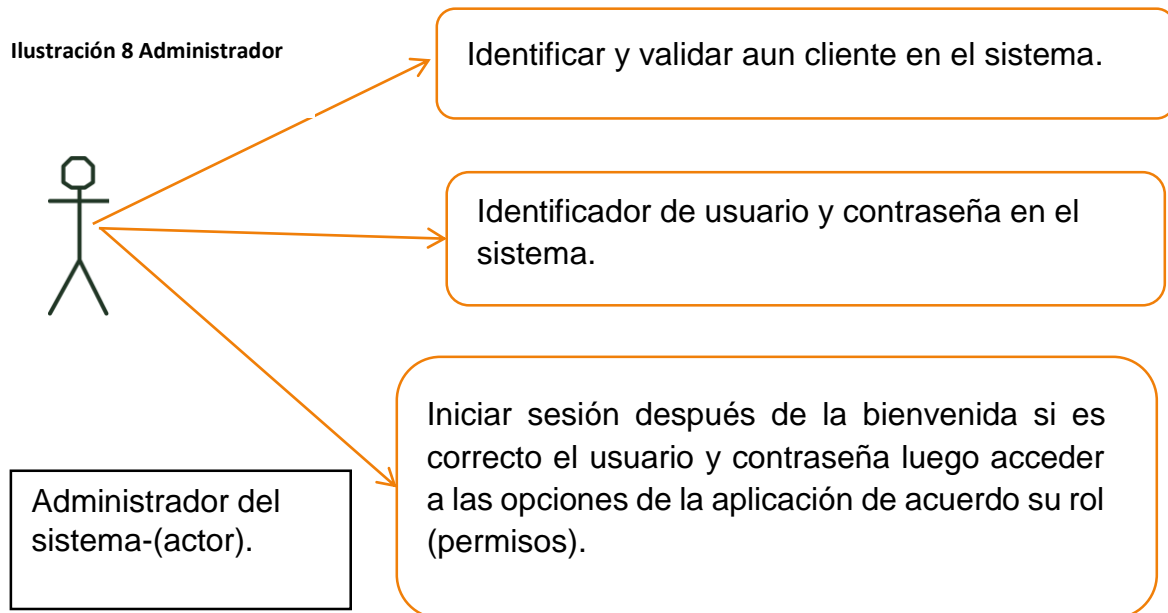 Ilustración 8 Administrador
Identificar y validar aun cliente en el sistema.
Identificador de usuario y contraseña en el
sistema.
Iniciar sesión después de la bienvenida si es
correcto el usuario y contraseña luego acceder
a las opciones de la aplicación de acuerdo su rol
(permisos).
Administrador del
sistema-(actor).